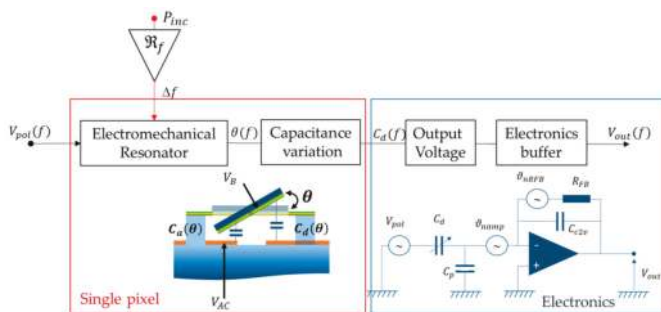 P_inc
ℜ_f
Δf
V_pol(f)
Electromechanical Resonator
θ(f)
Capacitance variation
C_d(f)
Output Voltage
Electronics buffer
V_out(f)
V_B
θ
C_a(θ)
C_d(θ)
V_AC
Single pixel
ϑ_nRFB
R_FB
V_pol
C_d
ϑ_namp
C_c2v
C_p
-
+
V_out
Electronics